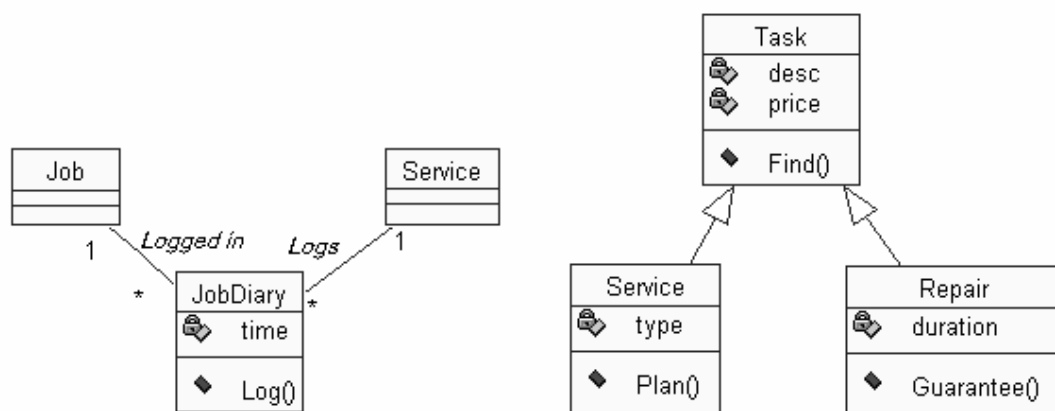 Job
1
Logged in
*
Service
1
Logs
*
JobDiary
time
Log()
Task
desc
price
Find()
Service
type
Plan()
Repair
duration
Guarantee()